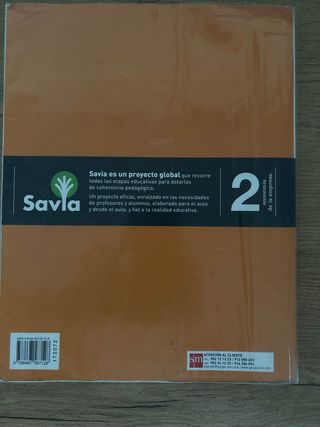 Savia
Savia es un proyecto global que recorre
todas las etapas educativas para dotarlas
de coherencia pedagógica.
Un proyecto eficaz, enraizado en las necesidades
de profesores y alumnos, elaborado para el aula
y desde el aula, y fiel a la realidad educativa.
2
economía
de la empresa
172072
sm
ATENCIÓN AL CLIENTE